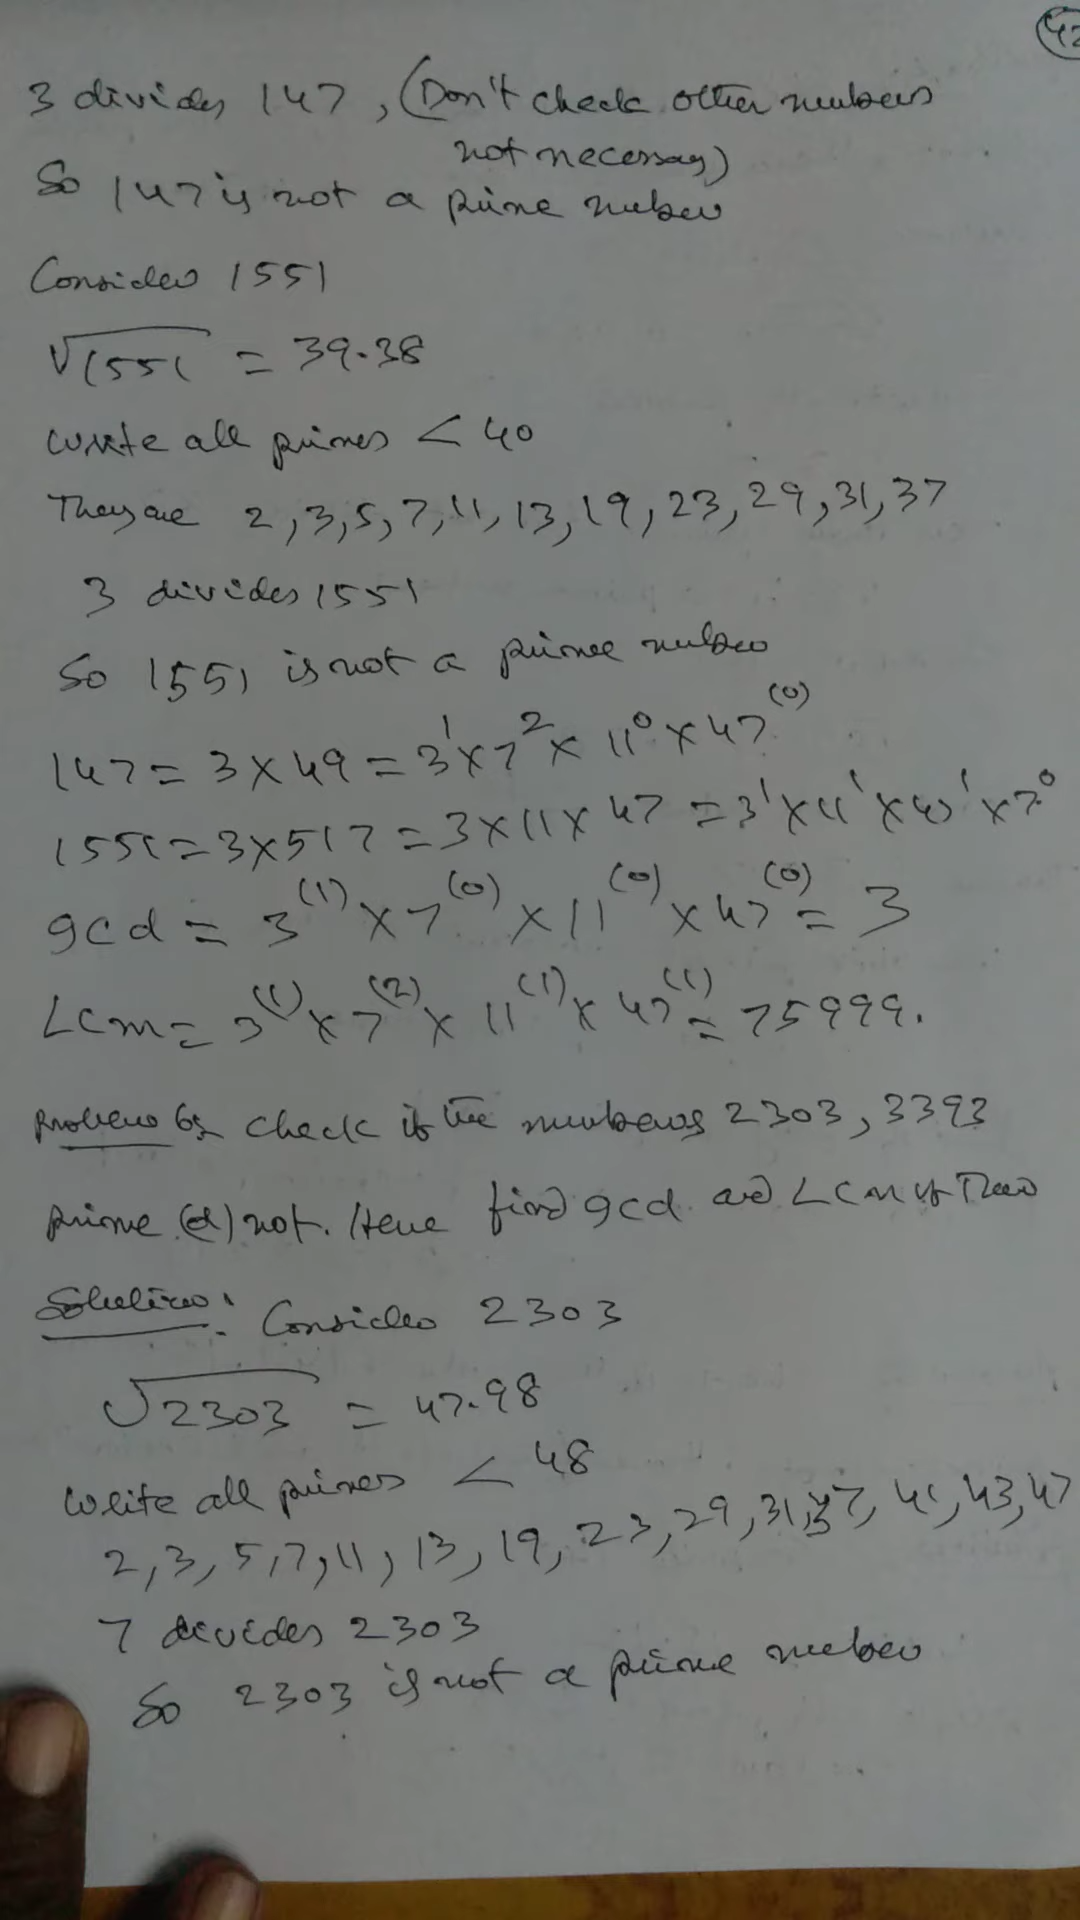 42
3 divides 147, (Don't check other numbers
not necessary)
So 147 is not a prime number
Consider 1551
√1551 = 39.38
write all primes < 40
They are 2, 3, 5, 7, 11, 13, 19, 23, 29, 31, 37
3 divides 1551
So 1551 is not a prime number
147 = 3 × 49 = 3¹ × 7² × 11⁰ × 47⁽⁰⁾
1551 = 3 × 517 = 3 × 11 × 47 = 3¹ × 11¹ × 47¹ × 7⁰
gcd = 3⁽¹⁾ × 7⁽⁰⁾ × 11⁽⁰⁾ × 47⁽⁰⁾ = 3
LCM = 3⁽¹⁾ × 7⁽²⁾ × 11⁽¹⁾ × 47⁽¹⁾ = 75999.
Problem 6: check if the numbers 2303, 3393
prime (or) not. Hence find gcd and LCM of
Solution: Consider 2303
√2303 = 47.98
write all primes < 48
2, 3, 5, 7, 11, 13, 19, 23, 29, 31, 37, 41, 43, 47
7 divides 2303
So 2303 is not a prime number